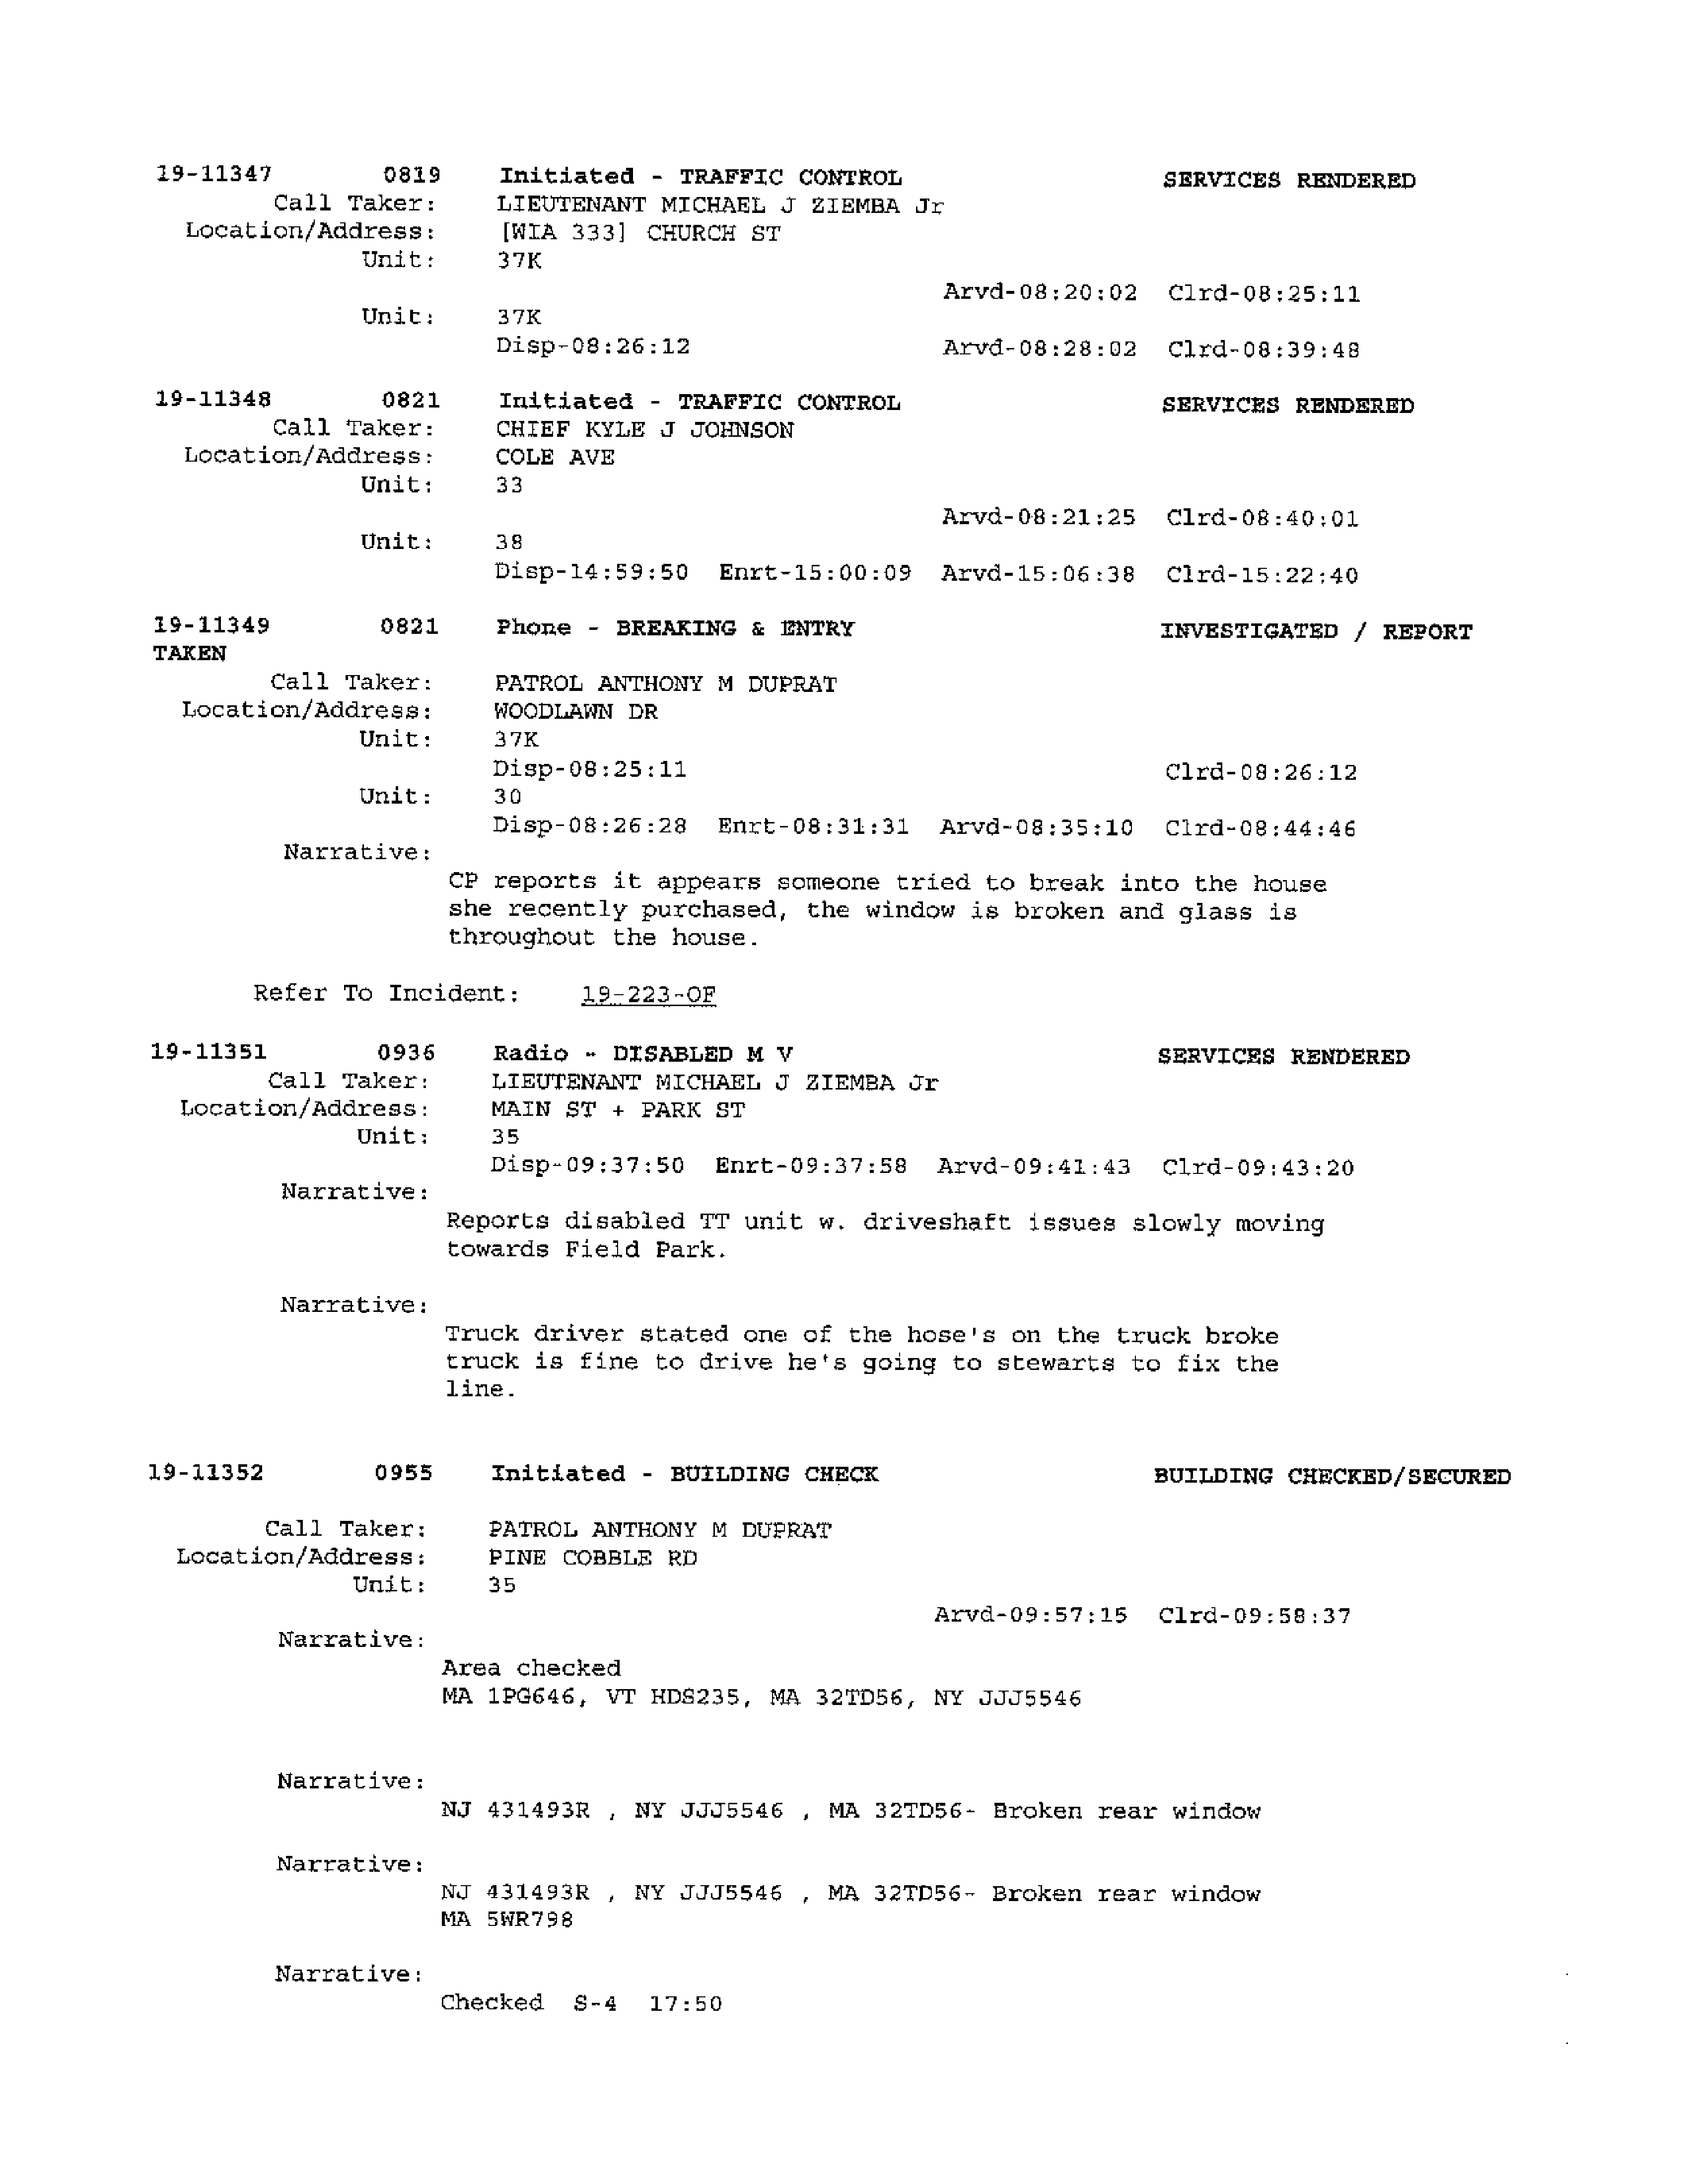 19-11347 0819 Initiated - TRAFFIC CONTROL SERVICES RENDERED
Call Taker: LIEUTENANT MICHAEL J ZIEMBA Jr
Location/Address: [WIA 333] CHURCH ST
Unit: 37K
Arvd-08:20:02 Clrd-08:25:11
Unit: 37K
Disp-08:26:12 Arvd-08:28:02 Clrd-08:39:48
19-11348 0821 Initiated - TRAFFIC CONTROL SERVICES RENDERED
Call Taker: CHIEF KYLE J JOHNSON
Location/Address: COLE AVE
Unit: 33
Arvd-08:21:25 Clrd-08:40:01
Unit: 38
Disp-14:59:50 Enrt-15:00:09 Arvd-15:06:38 Clrd-15:22:40
19-11349 0821 Phone - BREAKING & ENTRY INVESTIGATED / REPORT
TAKEN
Call Taker: PATROL ANTHONY M DUPRAT
Location/Address: WOODLAWN DR
Unit: 37K
Disp-08:25:11 Clrd-08:26:12
Unit: 30
Disp-08:26:28 Enrt-08:31:31 Arvd-08:35:10 Clrd-08:44:46
Narrative:
CP reports it appears someone tried to break into the house
she recently purchased, the window is broken and glass is
throughout the house.
Refer To Incident: 19-223-OF
19-11351 0936 Radio - DISABLED M V SERVICES RENDERED
Call Taker: LIEUTENANT MICHAEL J ZIEMBA Jr
Location/Address: MAIN ST + PARK ST
Unit: 35
Disp-09:37:50 Enrt-09:37:58 Arvd-09:41:43 Clrd-09:43:20
Narrative:
Reports disabled TT unit w. driveshaft issues slowly moving
towards Field Park.
Narrative:
Truck driver stated one of the hose's on the truck broke
truck is fine to drive he's going to stewarts to fix the
line.
19-11352 0955 Initiated - BUILDING CHECK BUILDING CHECKED/SECURED
Call Taker: PATROL ANTHONY M DUPRAT
Location/Address: PINE COBBLE RD
Unit: 35
Arvd-09:57:15 Clrd-09:58:37
Narrative:
Area checked
MA 1PG646, VT HDS235, MA 32TD56, NY JJJ5546
Narrative:
NJ 431493R , NY JJJ5546 , MA 32TD56- Broken rear window
Narrative:
NJ 431493R , NY JJJ5546 , MA 32TD56- Broken rear window
MA 5WR798
Narrative:
Checked S-4 17:50